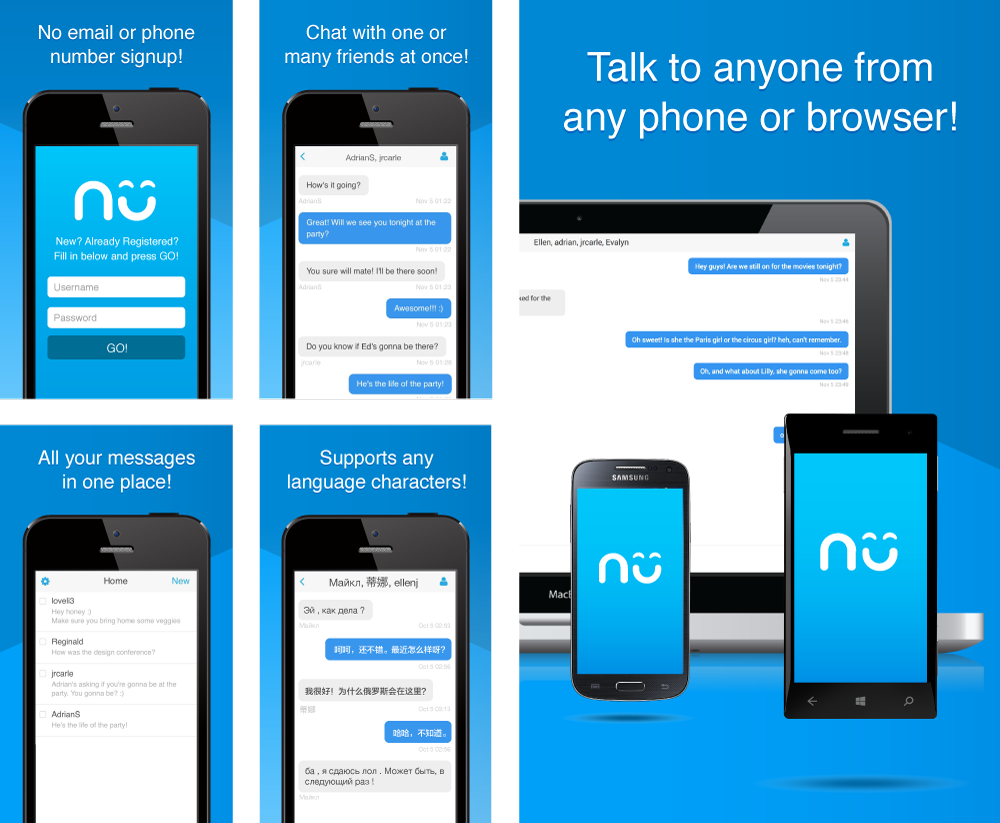 No email or phone
number signup!
nü
New? Already Registered?
Fill in below and press GO!
Username
Password
GO!
Chat with one or
many friends at once!
AdrianS, jrcarle
How's it going?
AdrianS
Nov 5 01:22
Great! Will we see you tonight at the
party?
Nov 5 01:22
You sure will mate! I'll be there soon!
AdrianS
Nov 5 01:23
Awesome!!! :)
Nov 5 01:23
Do you know if Ed's gonna be there?
jrcarle
Nov 5 01:28
He's the life of the party!
All your messages
in one place!
Home
New
loveli3
Hey honey :)
Make sure you bring home some veggies
Reginald
How was the design conference?
jrcarle
Adrian's asking if you're gonna be at the
party. You gonna be? :)
AdrianS
He's the life of the party!
Supports any
language characters!
Майкл, 蒂娜, ellenj
Эй , как дела ?
Майкл
Oct 5 02:53
呵呵，还不错。最近怎么样呀?
Oct 5 02:56
我很好！为什么俄罗斯会在这里?
蒂娜
Oct 5 03:13
哈哈，不知道。
Oct 5 02:56
ба , я сдаюсь лол . Может быть, в
следующий раз !
Майкл
Talk to anyone from
any phone or browser!
Ellen, adrian, jrcarle, Evalyn
Hey guys! Are we still on for the movies tonight?
Nov 5 23:48
ked for the
Nov 5 23:48
Oh sweet! Is she the Paris girl or the circus girl? heh, can't remember.
Nov 5 23:49
Oh, and what about Lilly, she gonna come too?
Nov 5 23:49
O
MacB
SAMSUNG
nü
nü